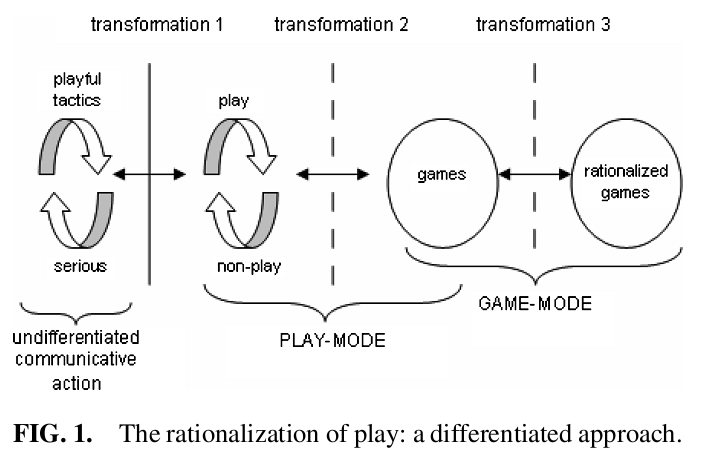 transformation 1
transformation 2
transformation 3
playful
tactics
play
games
rationalized
games
serious
non-play
undifferentiated
communicative
action
PLAY-MODE
GAME-MODE
FIG. 1. The rationalization of play: a differentiated approach.